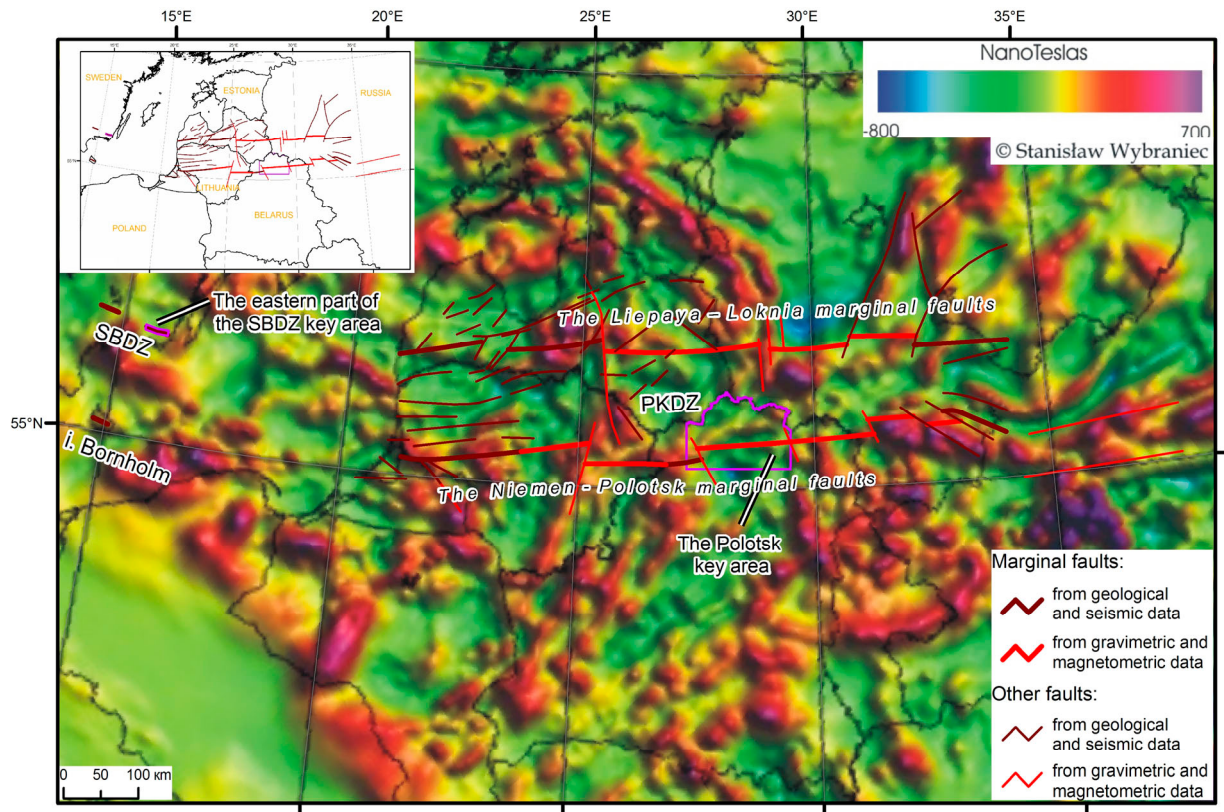 15°E
20°E
25°E
30°E
35°E
SWEDEN
ESTONIA
RUSSIA
LITHUANIA
BELARUS
POLAND
NanoTeslas
-800
700
© Stanisław Wybraniec
The eastern part of
the SBDZ key area
SBDZ
The Liepaya – Loknia marginal faults
PKDZ
55°N
i. Bornholm
The Niemen - Polotsk marginal faults
The Polotsk
key area
Marginal faults:
from geological
and seismic data
from gravimetric and
magnetometric data
Other faults:
from geological
and seismic data
from gravimetric and
magnetometric data
0 50 100 km